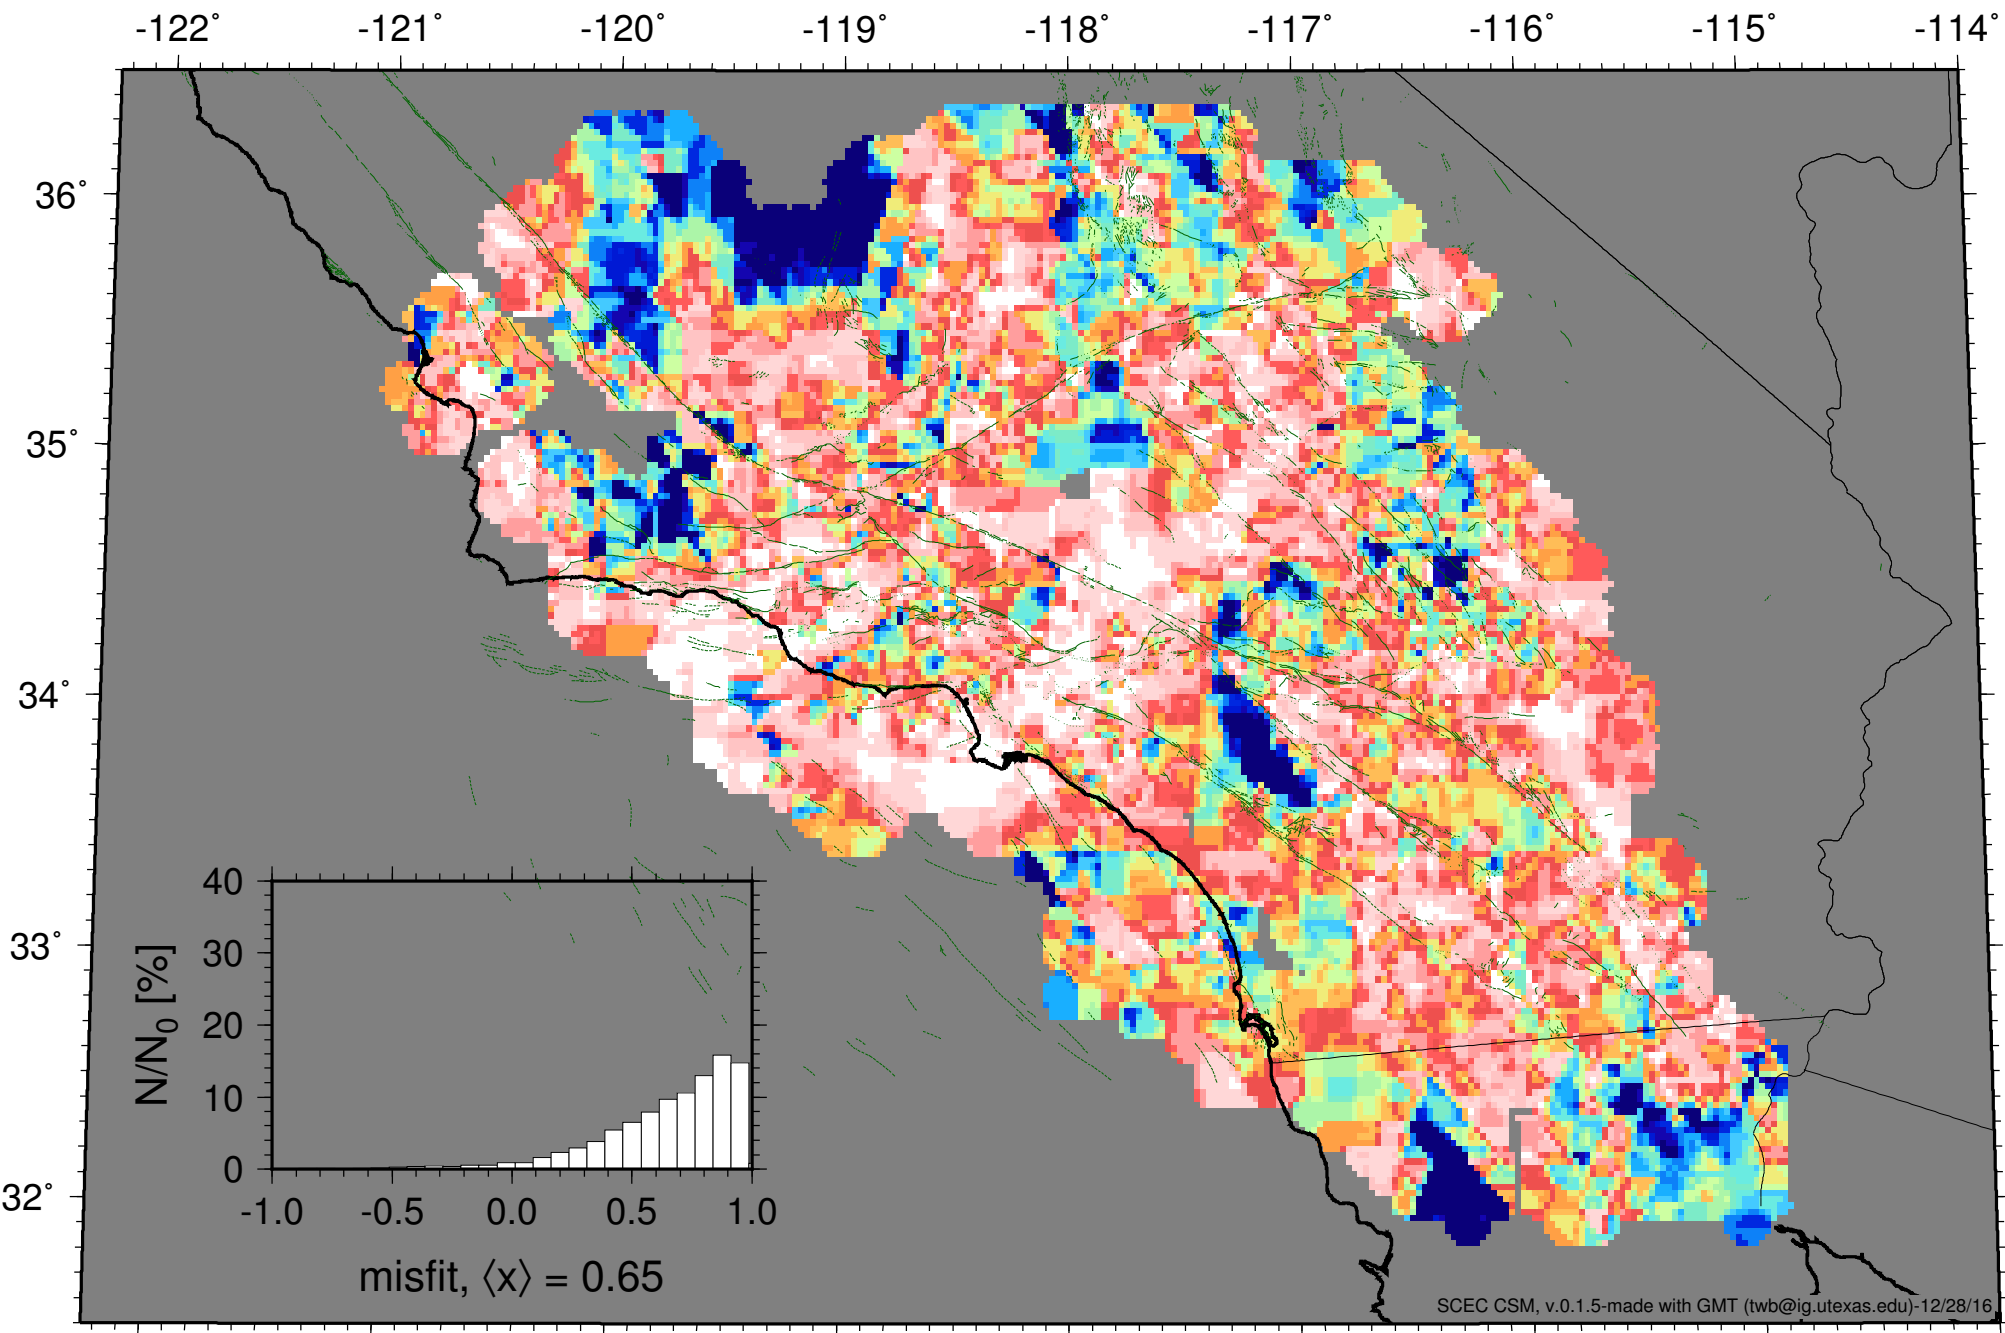 -122° -121° -120° -119° -118° -117° -116° -115° -114°
36°
35°
34°
33°
32°
40
30
20
10
0
N/N0 [%]
-1.0 -0.5 0.0 0.5 1.0
misfit, ⟨x⟩ = 0.65
SCEC CSM, v.0.1.5-made with GMT (twb@ig.utexas.edu)-12/28/16